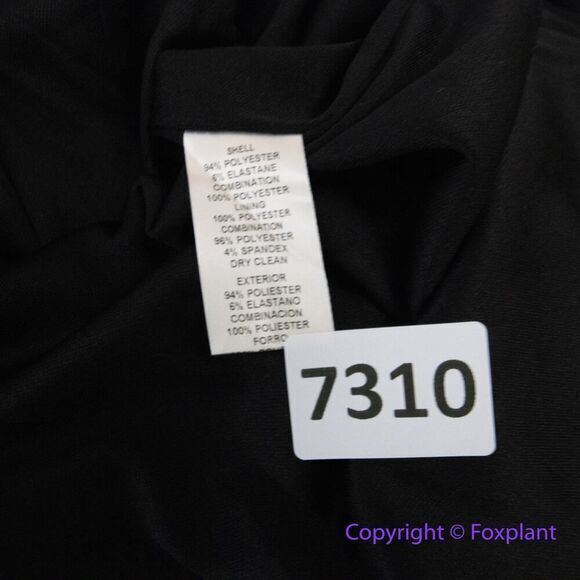 SHELL
94% POLYESTER
6% ELASTANE
COMBINATION
100% POLYESTER
LINING
100% POLYESTER
COMBINATION
96% POLYESTER
4% SPANDEX
DRY CLEAN
EXTERIOR
94% POLIESTER
6% ELASTANO
COMBINACION
100% POLIESTER
FORRO
7310
Copyright © Foxplant